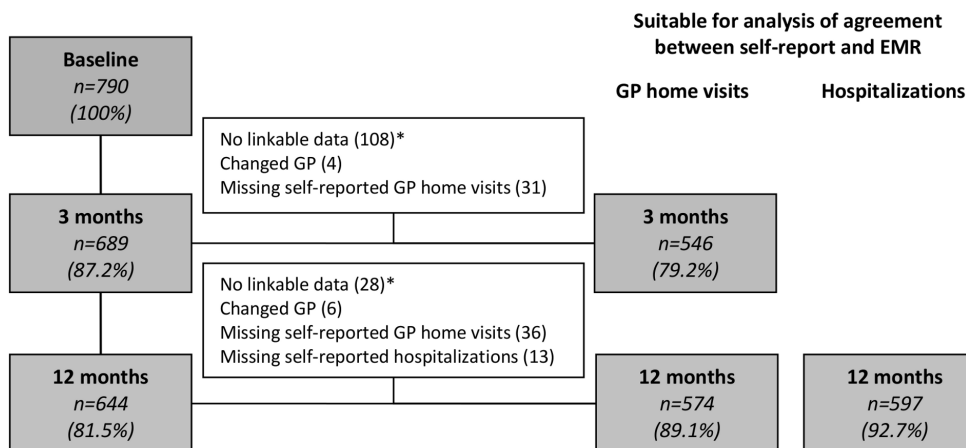 Suitable for analysis of agreement
between self-report and EMR
GP home visits
Hospitalizations
Baseline
n=790
(100%)
No linkable data (108)*
Changed GP (4)
Missing self-reported GP home visits (31)
3 months
n=689
(87.2%)
3 months
n=546
(79.2%)
No linkable data (28)*
Changed GP (6)
Missing self-reported GP home visits (36)
Missing self-reported hospitalizations (13)
12 months
n=644
(81.5%)
12 months
n=574
(89.1%)
12 months
n=597
(92.7%)